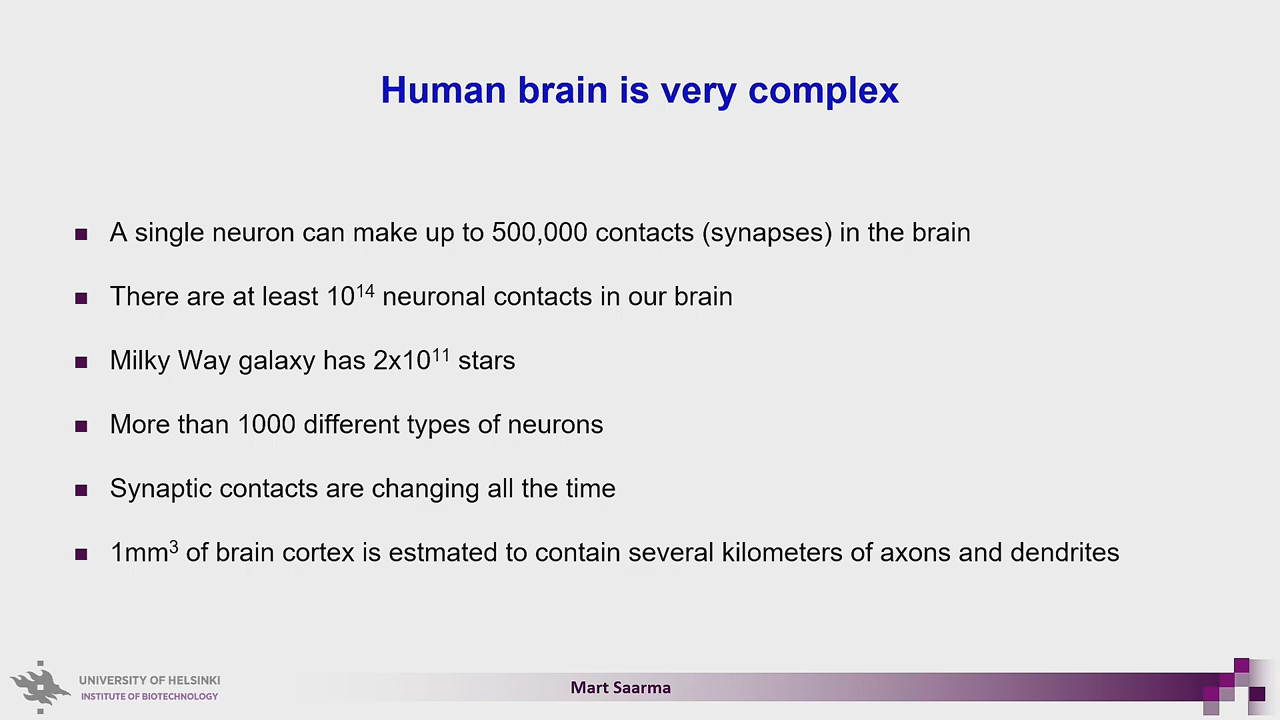 Human brain is very complex
■ A single neuron can make up to 500,000 contacts (synapses) in the brain
■ There are at least 10¹⁴ neuronal contacts in our brain
■ Milky Way galaxy has 2x10¹¹ stars
■ More than 1000 different types of neurons
■ Synaptic contacts are changing all the time
■ 1mm³ of brain cortex is estmated to contain several kilometers of axons and dendrites
UNIVERSITY OF HELSINKI
INSTITUTE OF BIOTECHNOLOGY
Mart Saarma